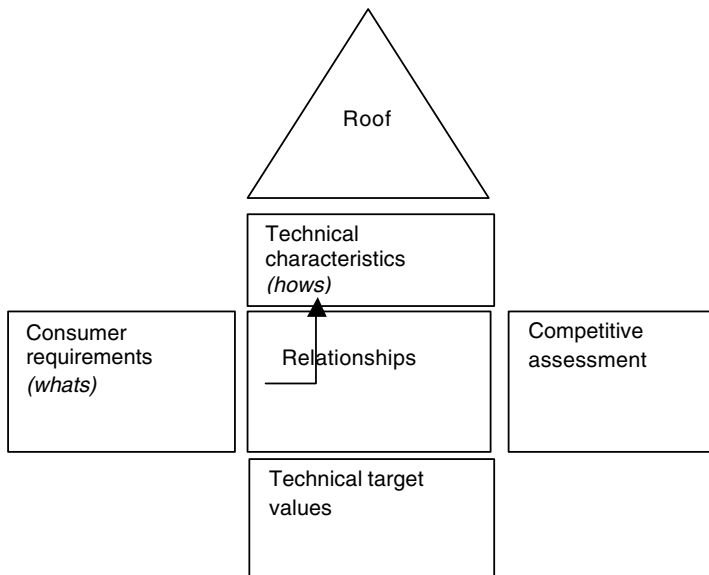 Roof
Technical
characteristics
(hows)
Consumer
requirements
(whats)
Relationships
Competitive
assessment
Technical target
values